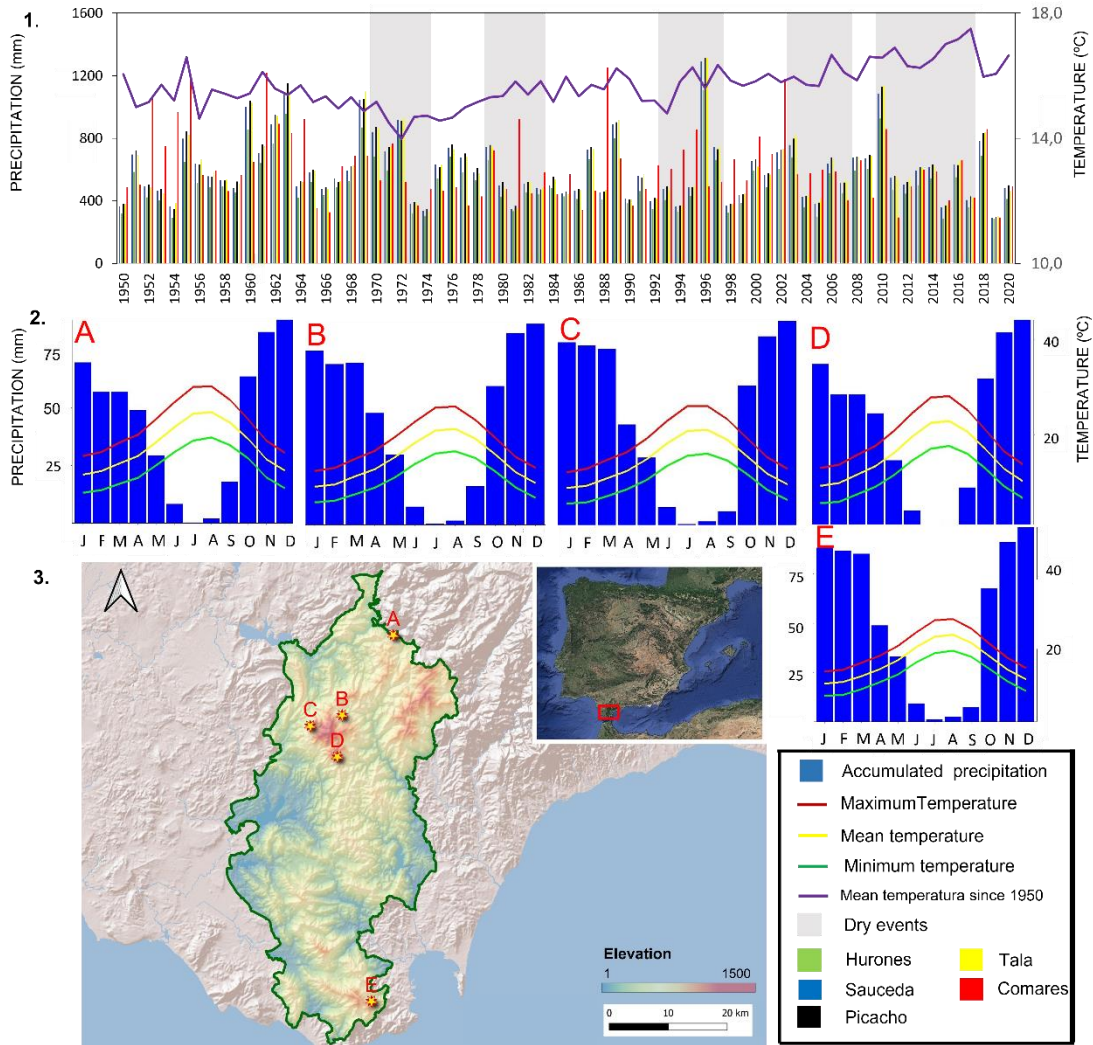 1.
PRECIPITATION (mm)
1600
1200
800
400
0
TEMPERATURE (ºC)
18,0
14,0
10,0
1950 1952 1954 1956 1958 1960 1962 1964 1966 1968 1970 1972 1974 1976 1978 1980 1982 1984 1986 1988 1990 1992 1994 1996 1998 2000 2002 2004 2006 2008 2010 2012 2014 2016 2018 2020
2.
PRECIPITATION (mm)
75
50
25
A
B
C
D
40
20
TEMPERATURE (ºC)
J F M A M J J A S O N D
J F M A M J J A S O N D
J F M A M J J A S O N D
J F M A M J J A S O N D
E
75
50
25
40
20
J F M A M J J A S O N D
3.
A
B
C
D
E
Elevation
1 1500
0 10 20 km
Accumulated precipitation
MaximumTemperature
Mean temperature
Minimum temperature
Mean temperatura since 1950
Dry events
Hurones Tala
Sauceda Comares
Picacho